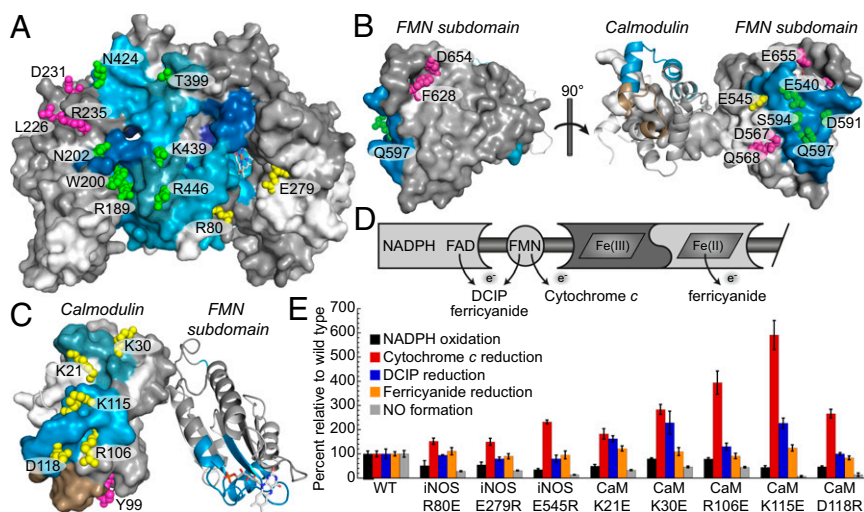 A
N424
D231
T399
R235
L226
N202
K439
W200
R446
E279
R189
R80
B
FMN subdomain
D654
F628
Q597
90°
Calmodulin
FMN subdomain
E655
E540
E545
S594
D591
D567
Q568
Q597
C
Calmodulin
FMN subdomain
K30
K21
K115
D118
R106
Y99
D
NADPH FAD FMN Fe(III) Fe(II)
e- e- e-
DCIP Cytochrome c ferricyanide
ferricyanide
E
Percent relative to wild type
700
600
500
400
300
200
100
0
NADPH oxidation
Cytochrome c reduction
DCIP reduction
Ferricyanide reduction
NO formation
WT iNOS iNOS iNOS CaM CaM CaM CaM CaM
R80E E279R E545R K21E K30E R106E K115E D118R